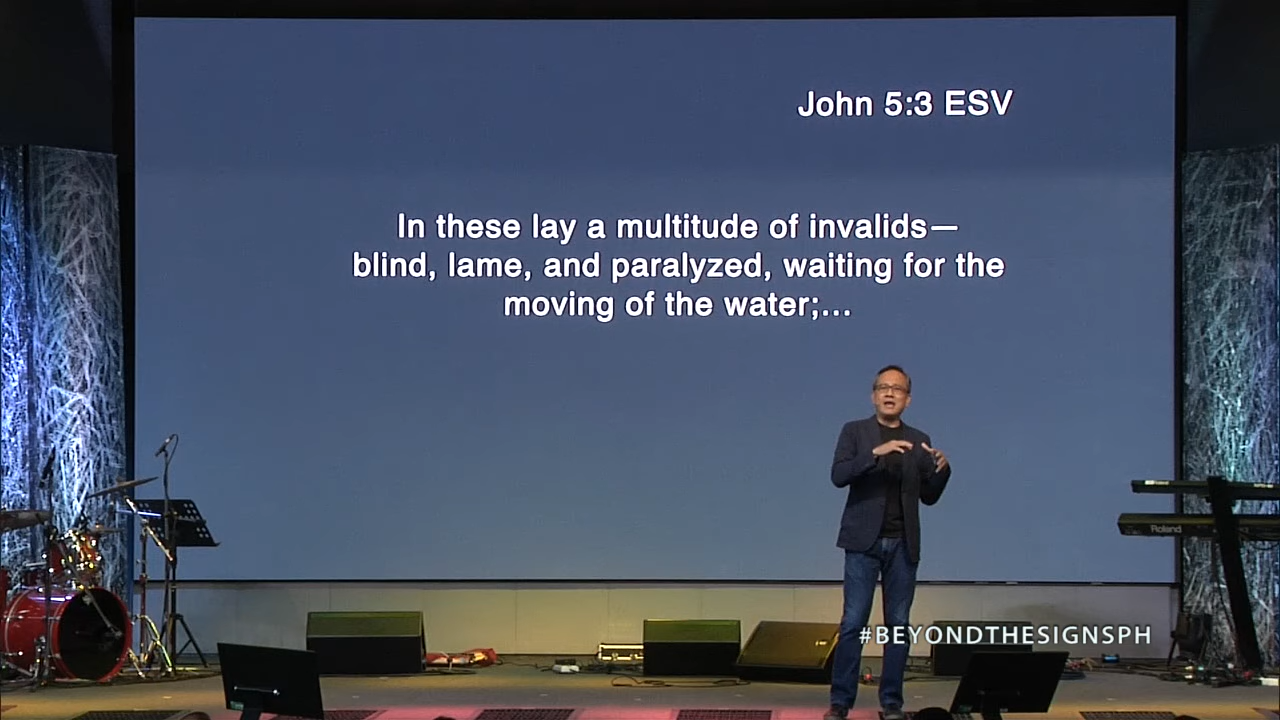 John 5:3 ESV
In these lay a multitude of invalids—
blind, lame, and paralyzed, waiting for the
moving of the water;...
Roland
#BEYONDTHESIGNSPH